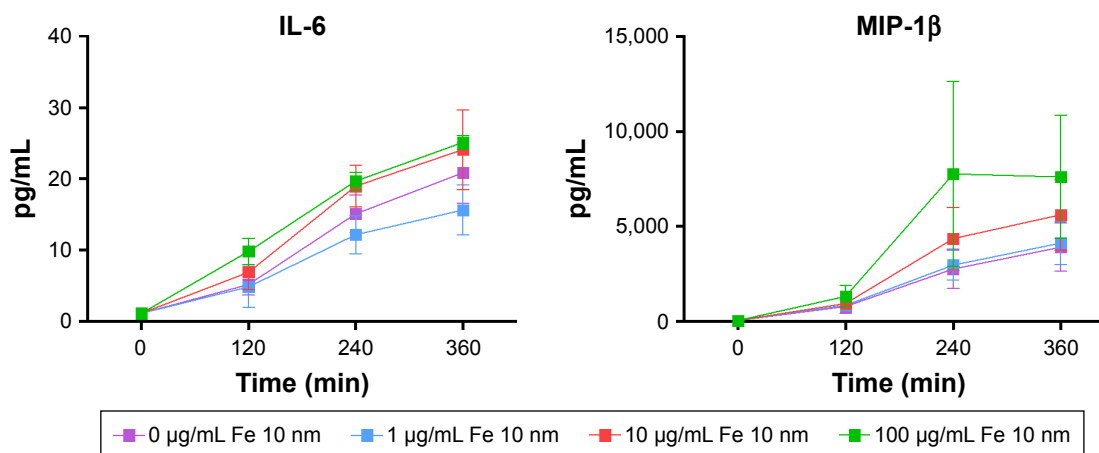 IL-6
40
30
20
10
0
pg/mL
0 120 240 360
Time (min)
MIP-1β
15,000
10,000
5,000
0
pg/mL
0 120 240 360
Time (min)
0 µg/mL Fe 10 nm 1 µg/mL Fe 10 nm 10 µg/mL Fe 10 nm 100 µg/mL Fe 10 nm